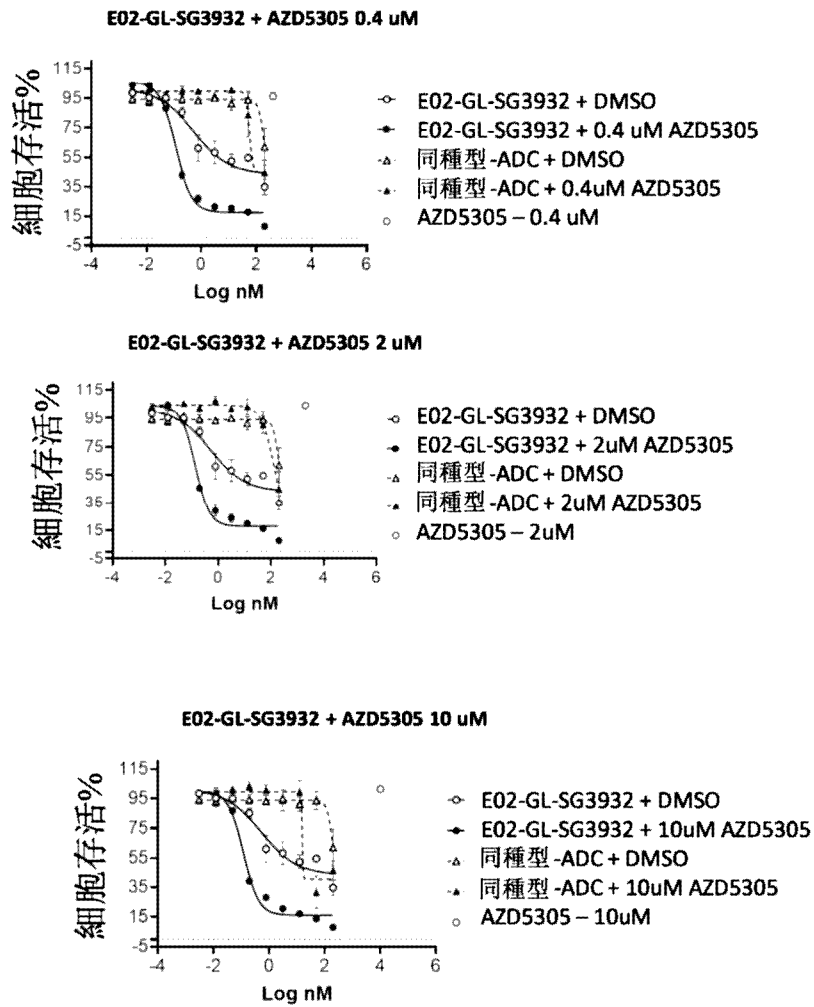 E02-GL-SG3932 + AZD5305 0.4 uM
細胞存活%
115
95
75
55
35
15
-5
-4
-2
0
2
4
6
Log nM
E02-GL-SG3932 + DMSO
E02-GL-SG3932 + 0.4 uM AZD5305
同種型-ADC + DMSO
同種型-ADC + 0.4uM AZD5305
AZD5305 – 0.4 uM
E02-GL-SG3932 + AZD5305 2 uM
細胞存活%
115
95
75
55
35
15
-5
-4
-2
0
2
4
6
Log nM
E02-GL-SG3932 + DMSO
E02-GL-SG3932 + 2uM AZD5305
同種型-ADC + DMSO
同種型-ADC + 2uM AZD5305
AZD5305 – 2uM
E02-GL-SG3932 + AZD5305 10 uM
細胞存活%
115
95
75
55
35
15
-5
-4
-2
0
2
4
6
Log nM
E02-GL-SG3932 + DMSO
E02-GL-SG3932 + 10uM AZD5305
同種型-ADC + DMSO
同種型-ADC + 10uM AZD5305
AZD5305 – 10uM